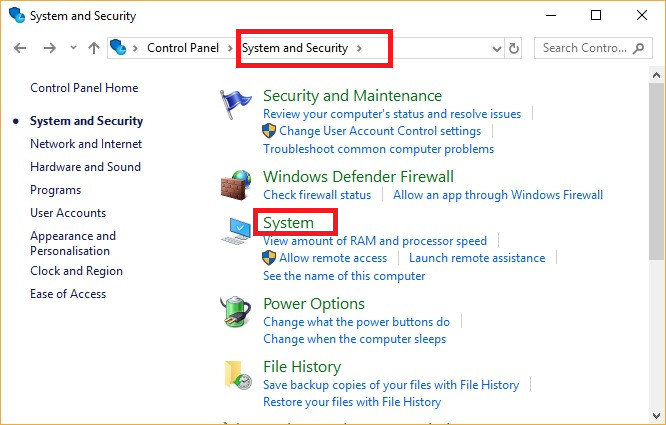 System and Security
Control Panel
System and Security
Search Contro...
Control Panel Home
System and Security
Network and Internet
Hardware and Sound
Programs
User Accounts
Appearance and
Personalisation
Clock and Region
Ease of Access
Security and Maintenance
Review your computer's status and resolve issues
Change User Account Control settings
Troubleshoot common computer problems
Windows Defender Firewall
Check firewall status
Allow an app through Windows Firewall
System
View amount of RAM and processor speed
Allow remote access
Launch remote assistance
See the name of this computer
Power Options
Change what the power buttons do
Change when the computer sleeps
File History
Save backup copies of your files with File History
Restore your files with File History